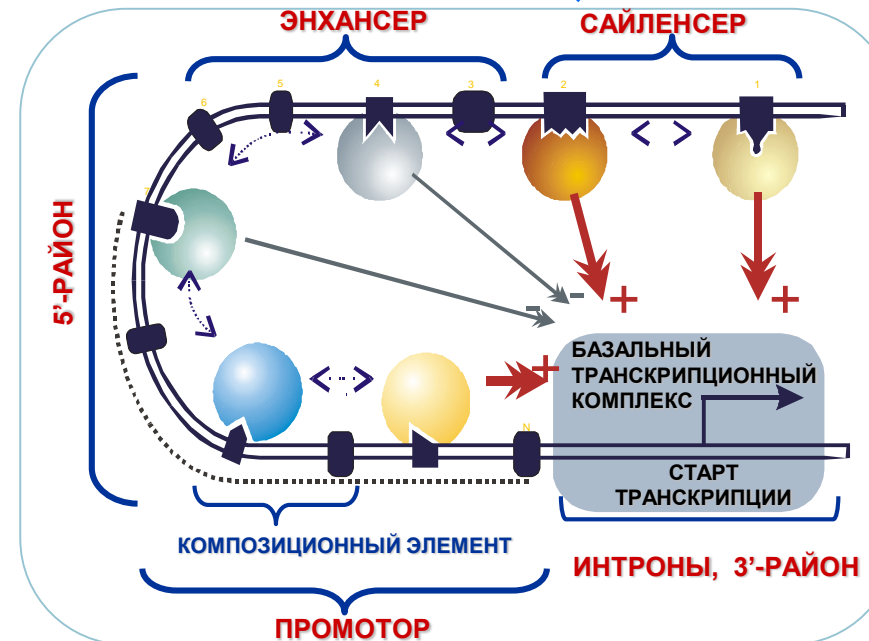 ЭНХАНСЕР
САЙЛЕНСЕР
5
4
3
2
1
6
7
5’-РАЙОН
-
-
+
+
+
БАЗАЛЬНЫЙ
ТРАНСКРИПЦИОННЫЙ
КОМПЛЕКС
N
СТАРТ
ТРАНСКРИПЦИИ
КОМПОЗИЦИОННЫЙ ЭЛЕМЕНТ
ИНТРОНЫ, 3’-РАЙОН
ПРОМОТОР